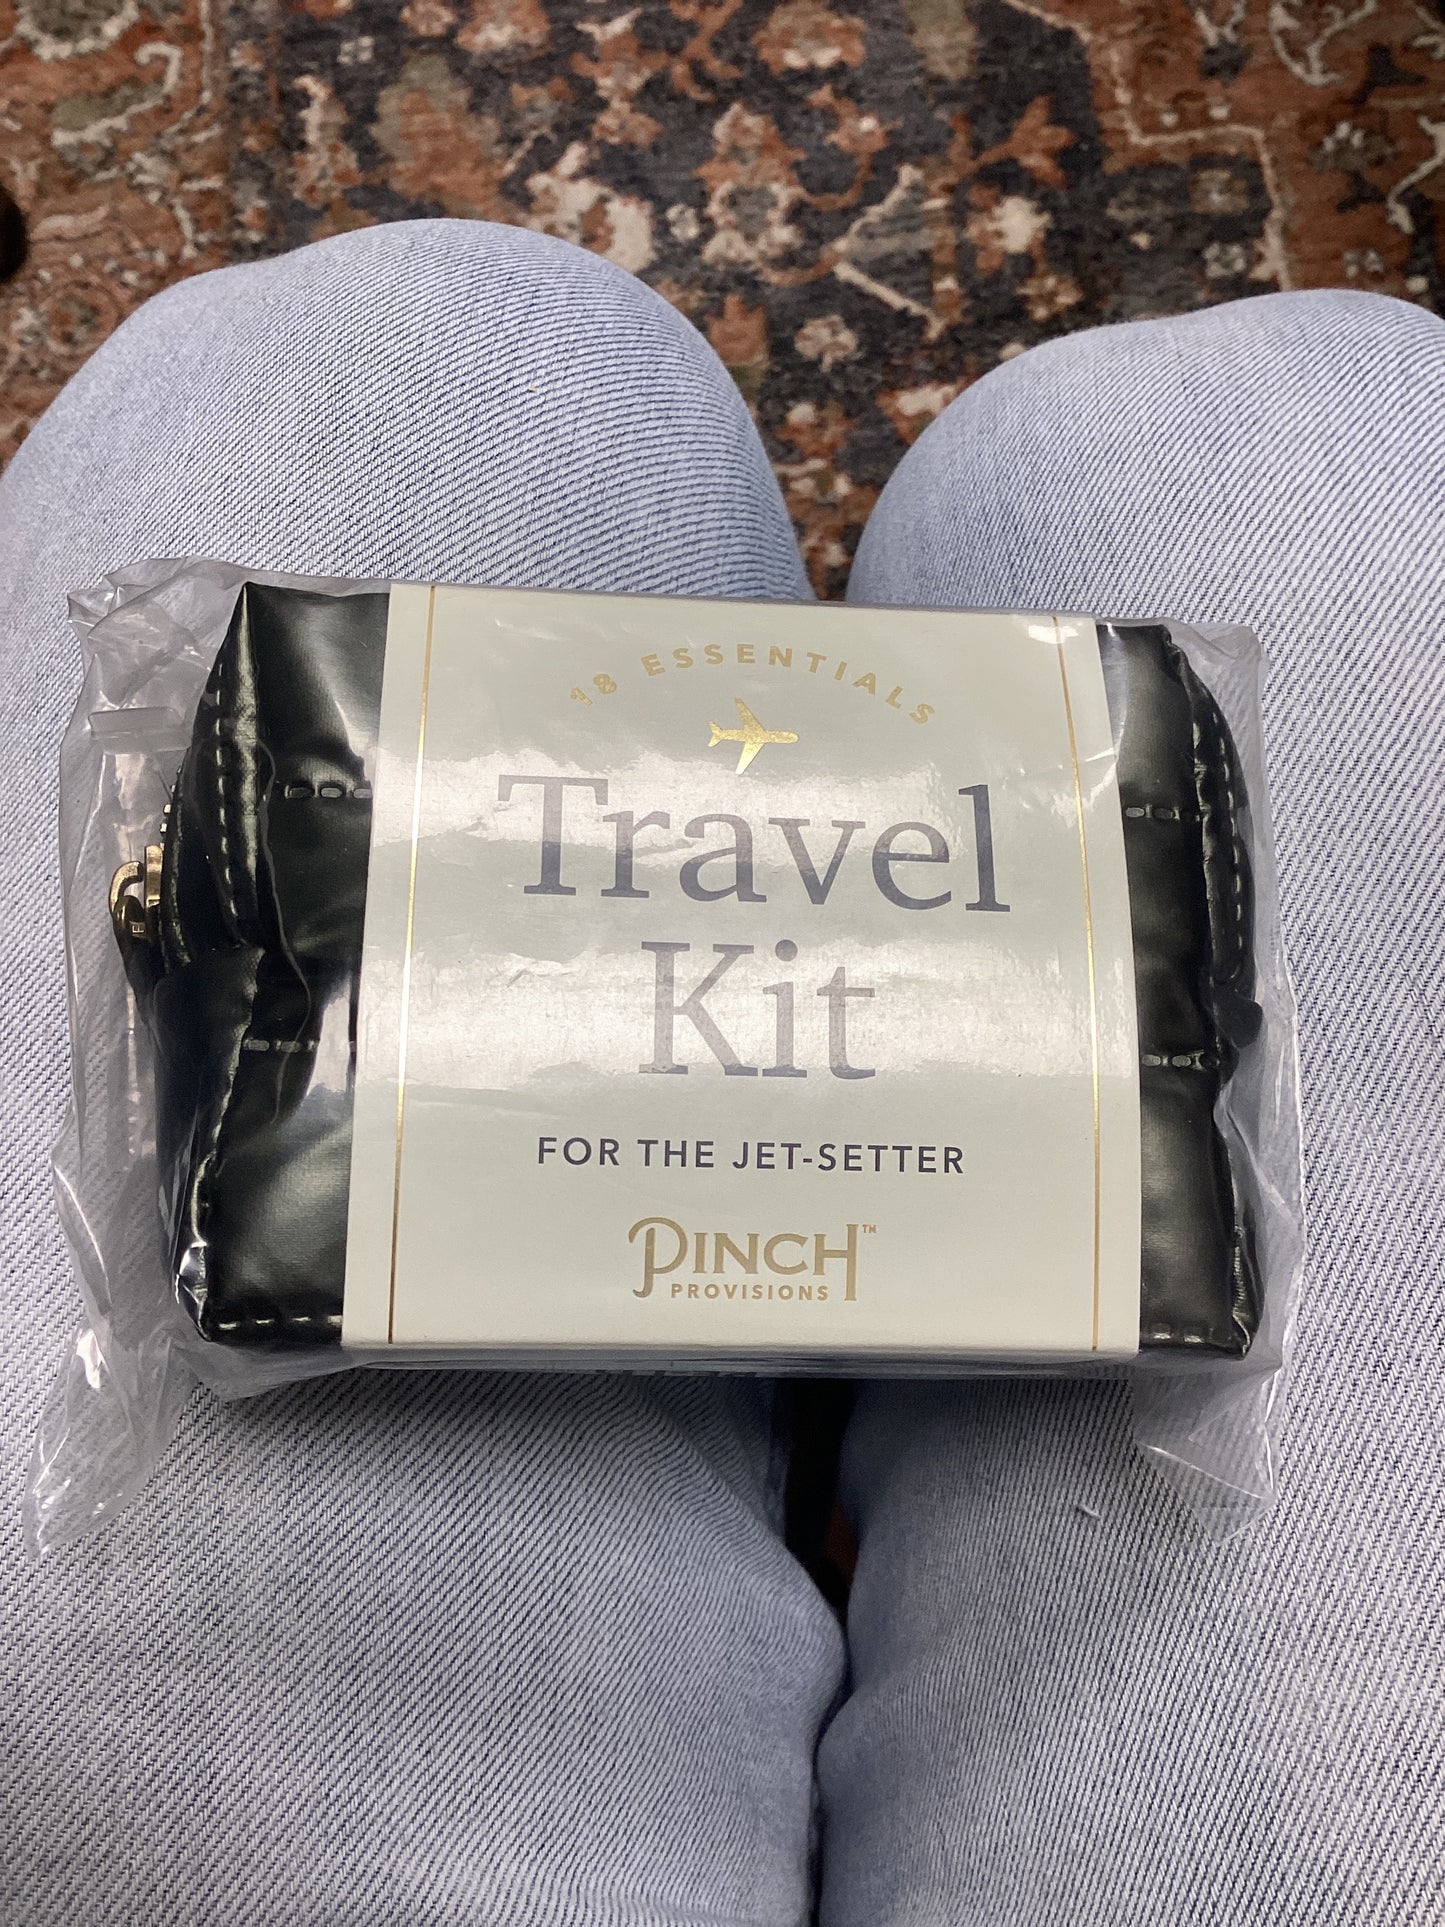 18 ESSENTIALS
Travel
Kit
FOR THE JET-SETTER
PINCH™
PROVISIONS